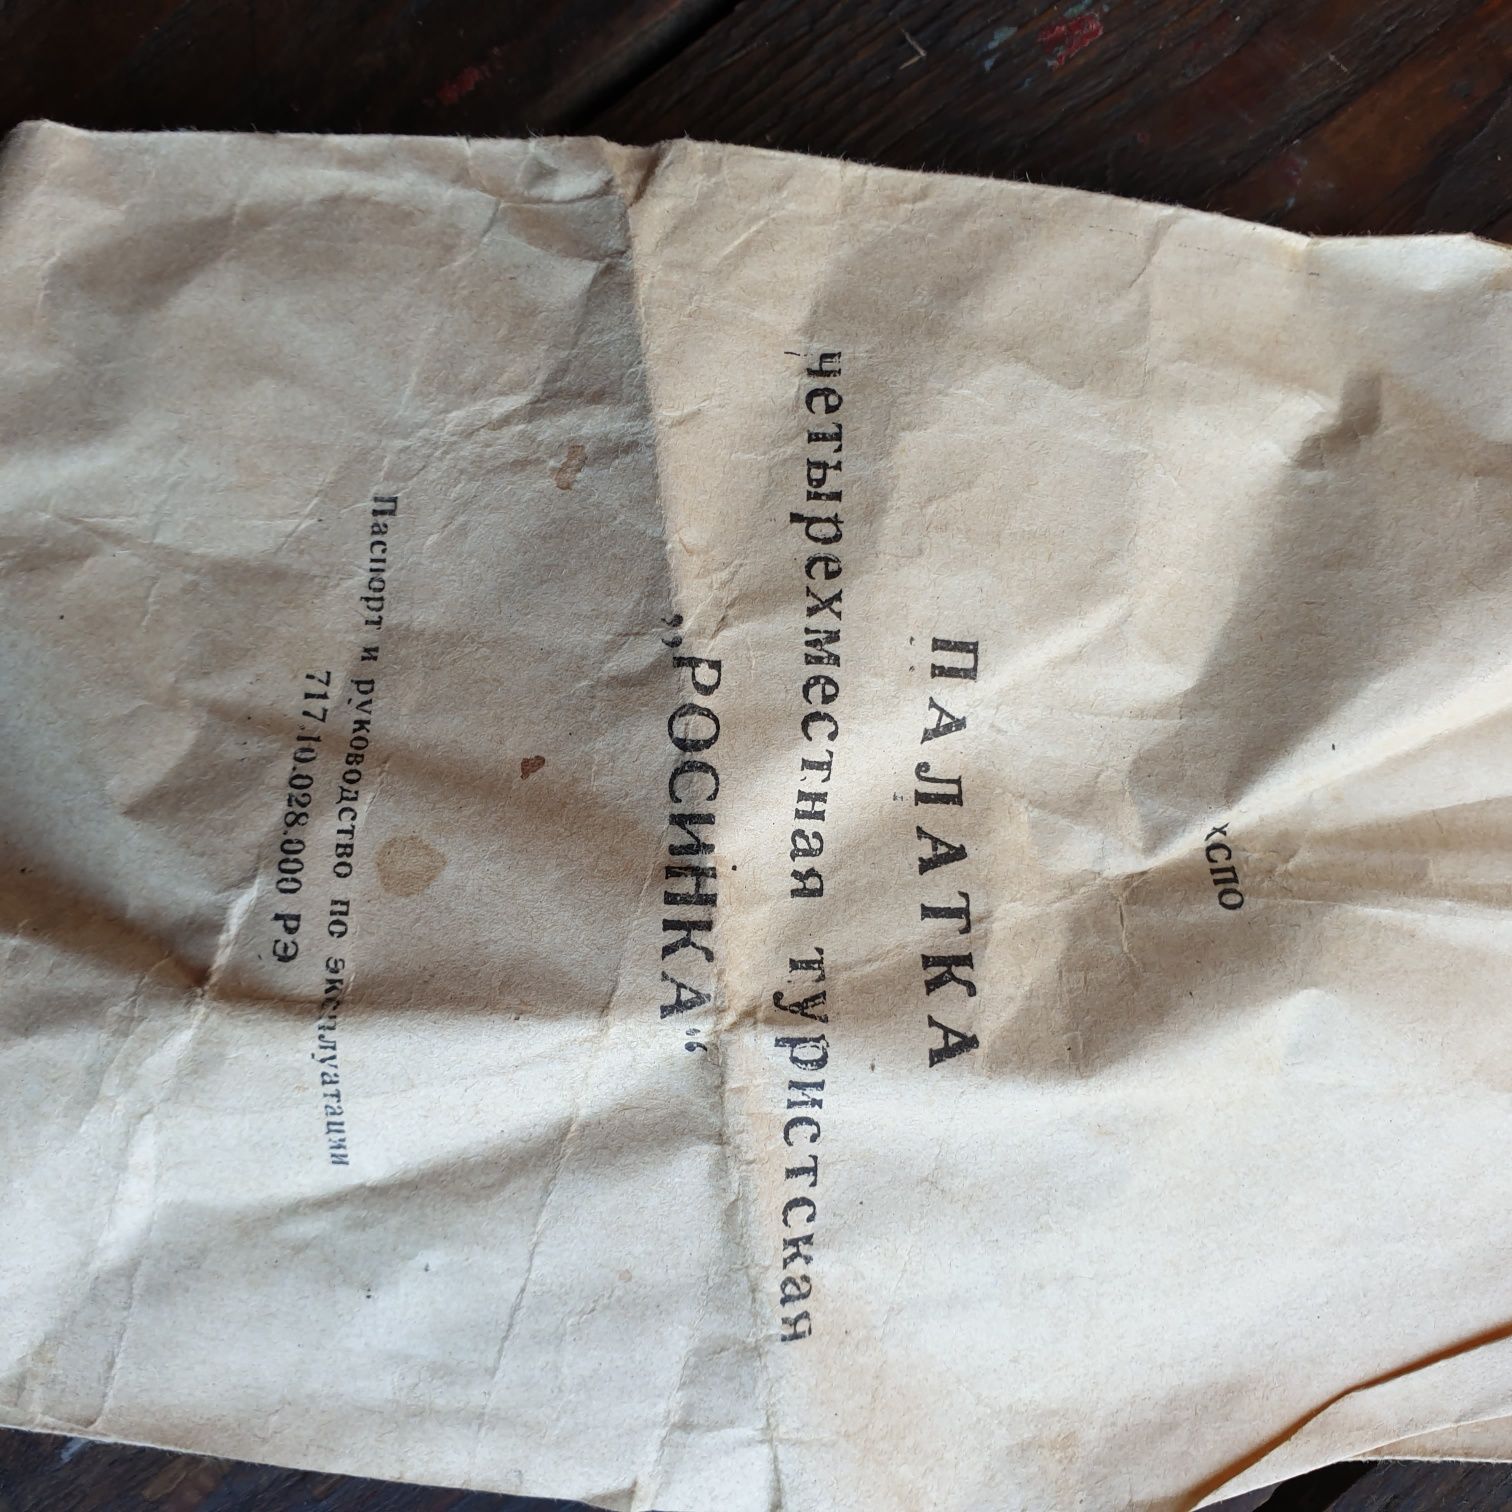 ХСПО
ПАЛАТКА
четырехместная туристская
„РОСИНКА“
Паспорт и руководство по эксплуатации
717.10.028.000 РЭ